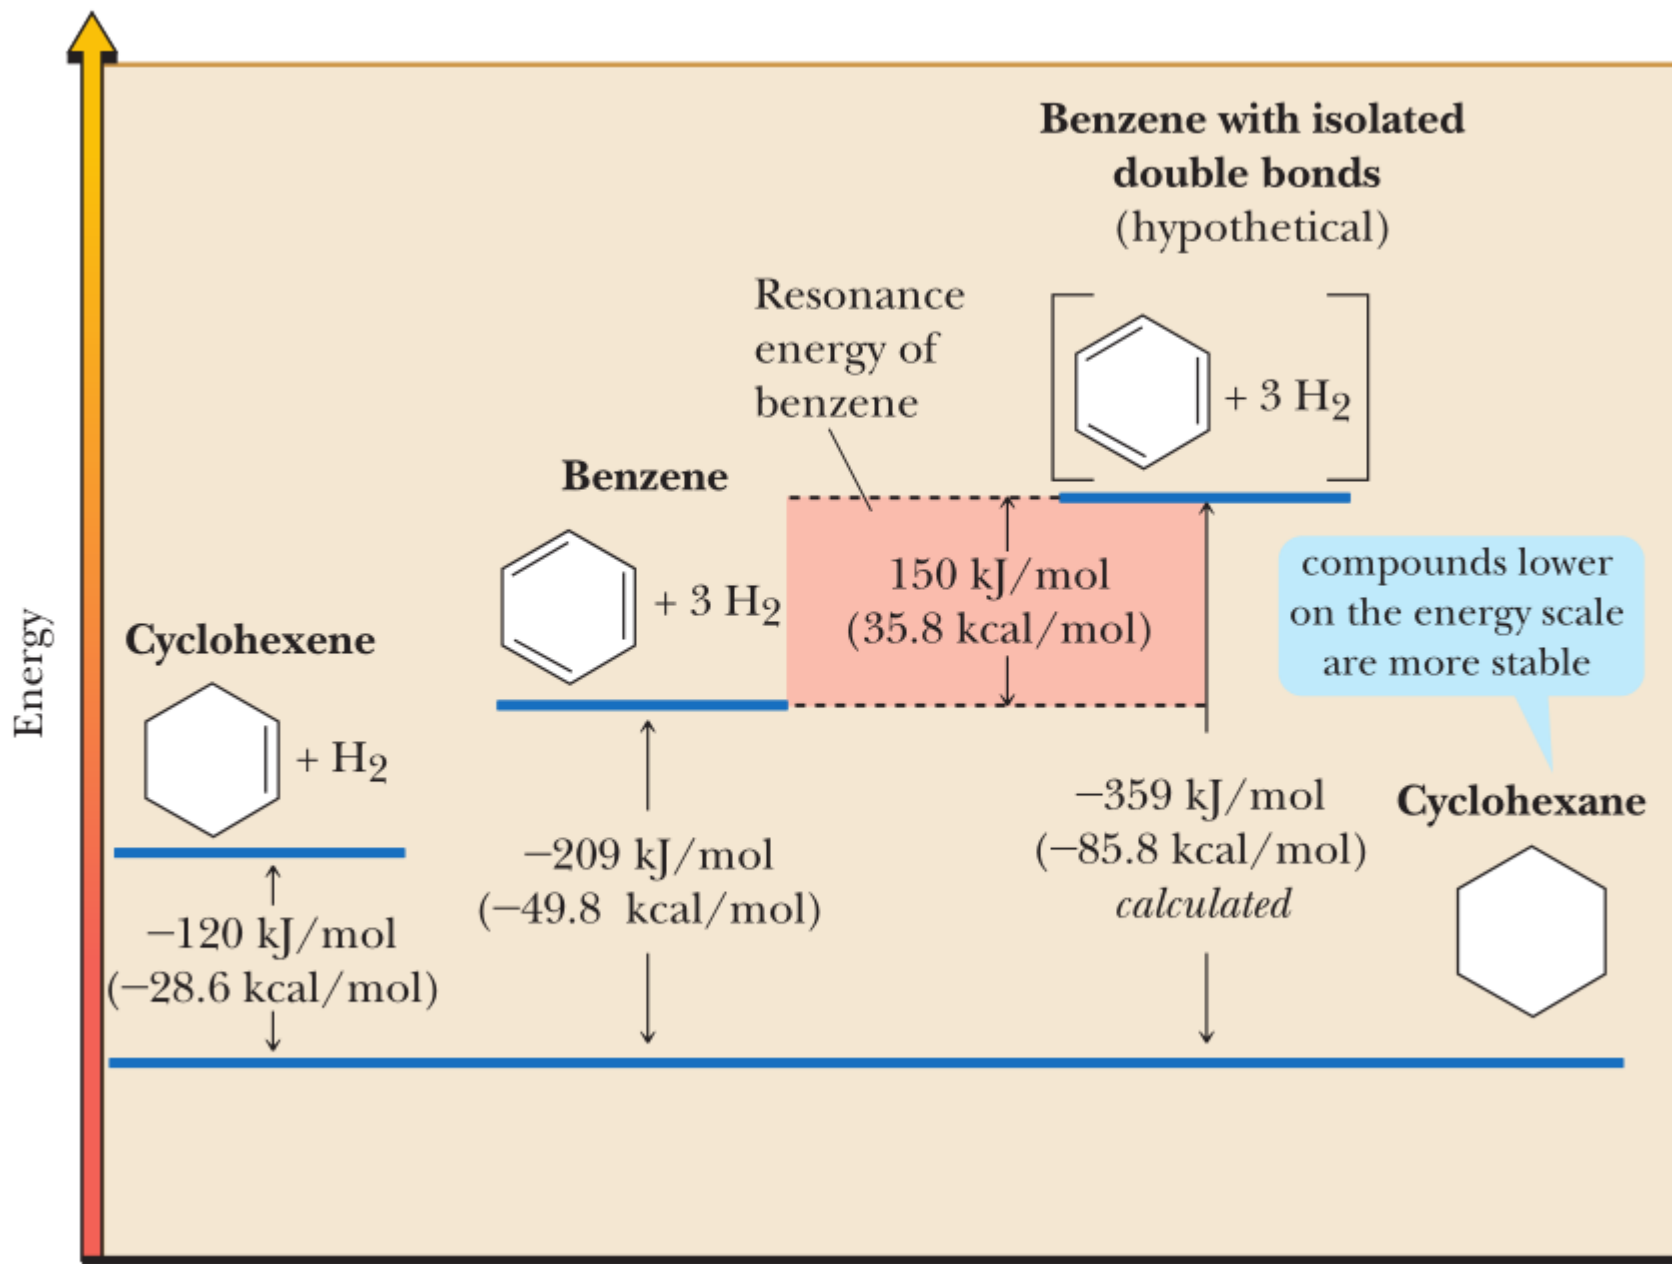 Energy
Cyclohexene
+ H2
−120 kJ/mol
(−28.6 kcal/mol)
Benzene
+ 3 H2
−209 kJ/mol
(−49.8 kcal/mol)
Resonance
energy of
benzene
150 kJ/mol
(35.8 kcal/mol)
Benzene with isolated
double bonds
(hypothetical)
+ 3 H2
−359 kJ/mol
(−85.8 kcal/mol)
calculated
compounds lower
on the energy scale
are more stable
Cyclohexane